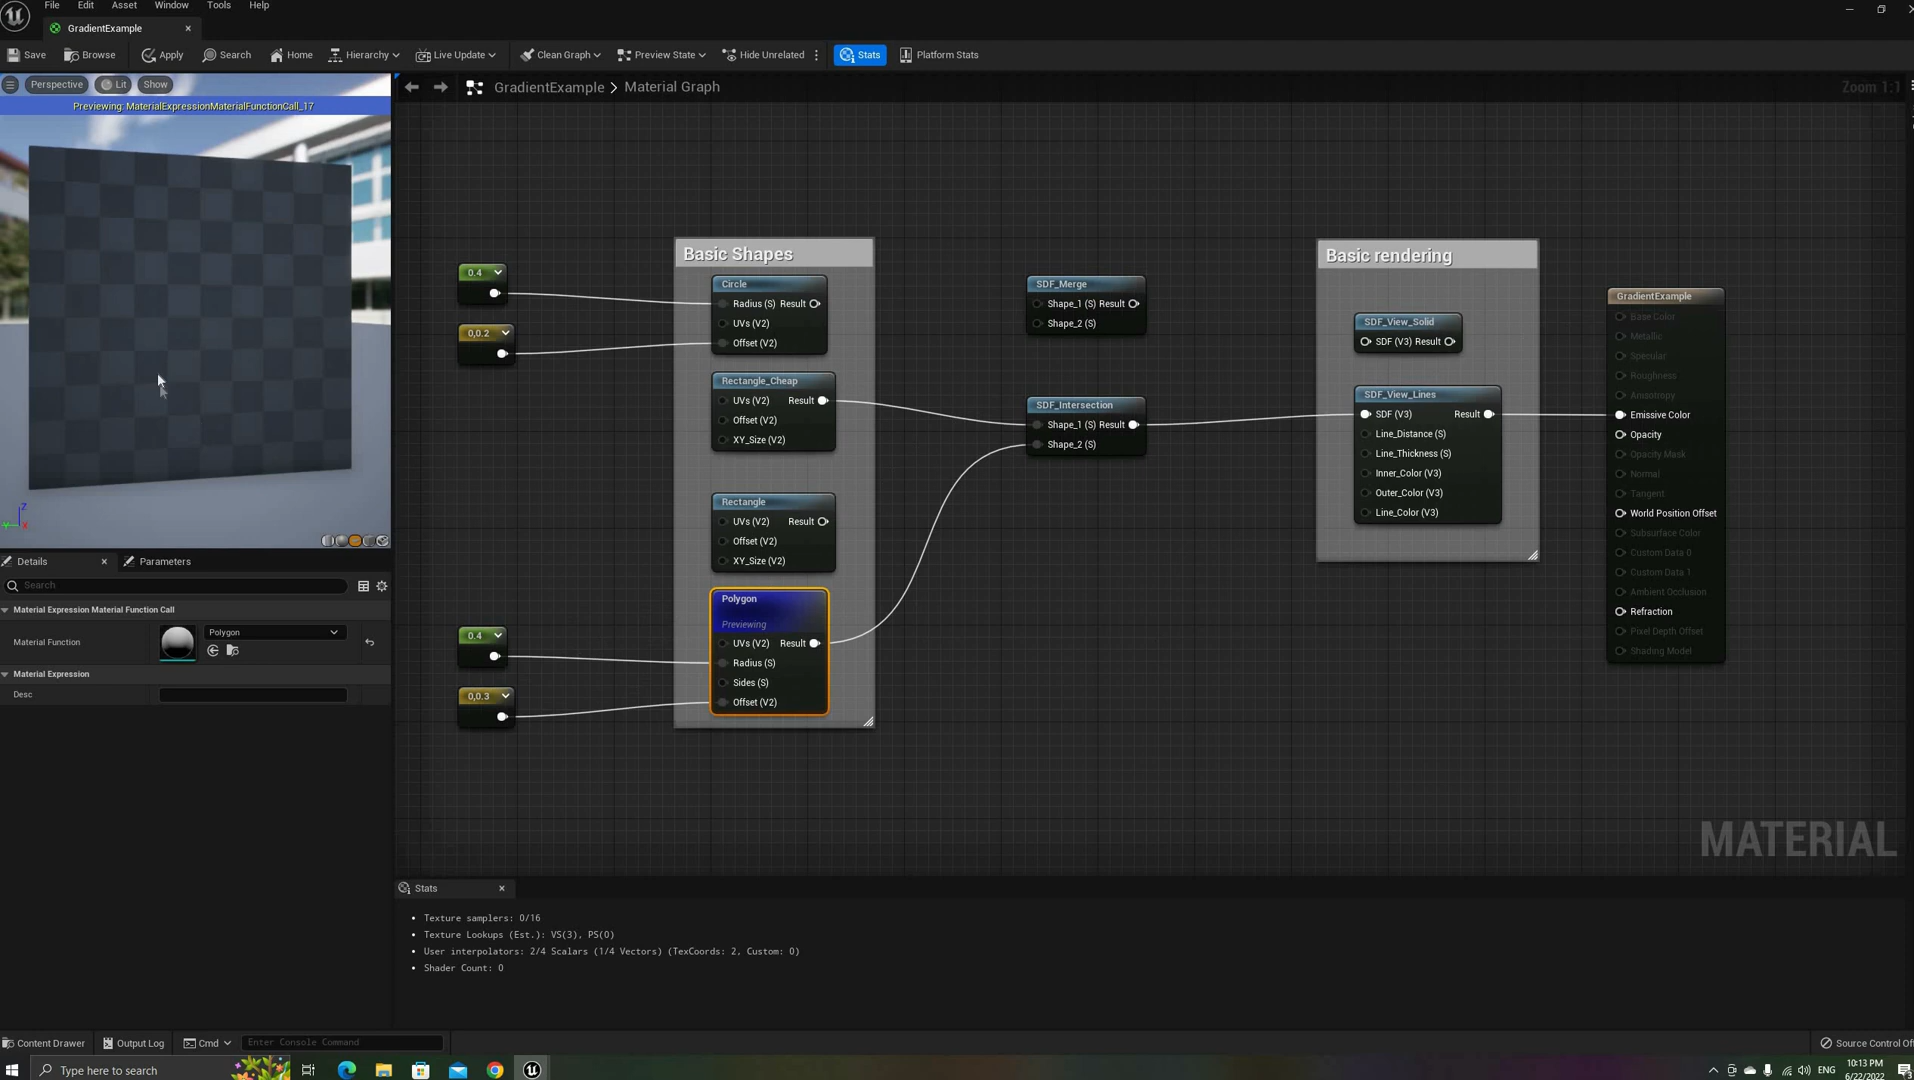 File Edit Asset Window Tools Help
GradientExample
Save Browse Apply Search Home Hierarchy Live Update Clean Graph Preview State Hide Unrelated Stats Platform Stats
Perspective Lit Show
Previewing: MaterialExpressionMaterialFunctionCall_17
GradientExample > Material Graph
Zoom 1:1
Basic Shapes
Basic rendering
0.4
0,0.2
Circle
Radius (S) Result
UVs (V2)
Offset (V2)
Rectangle_Cheap
UVs (V2) Result
Offset (V2)
XY_Size (V2)
Rectangle
UVs (V2) Result
Offset (V2)
XY_Size (V2)
0.4
0,0.3
Polygon
Previewing
UVs (V2) Result
Radius (S)
Sides (S)
Offset (V2)
SDF_Merge
Shape_1 (S) Result
Shape_2 (S)
SDF_Intersection
Shape_1 (S) Result
Shape_2 (S)
SDF_View_Solid
SDF (V3) Result
SDF_View_Lines
SDF (V3) Result
Line_Distance (S)
Line_Thickness (S)
Inner_Color (V3)
Outer_Color (V3)
Line_Color (V3)
GradientExample
Base Color
Metallic
Specular
Roughness
Anisotropy
Emissive Color
Opacity
Opacity Mask
Normal
Tangent
World Position Offset
Subsurface Color
Custom Data 0
Custom Data 1
Ambient Occlusion
Refraction
Pixel Depth Offset
Shading Model
MATERIAL
Z
Y X
Details Parameters
Search
Material Expression Material Function Call
Material Function Polygon
Material Expression
Desc
Stats
• Texture samplers: 0/16
• Texture Lookups (Est.): VS(3), PS(0)
• User interpolators: 2/4 Scalars (1/4 Vectors) (TexCoords: 2, Custom: 0)
• Shader Count: 0
Content Drawer Output Log Cmd Enter Console Command Source Control Of
Type here to search
ENG
10:13 PM
6/22/2022